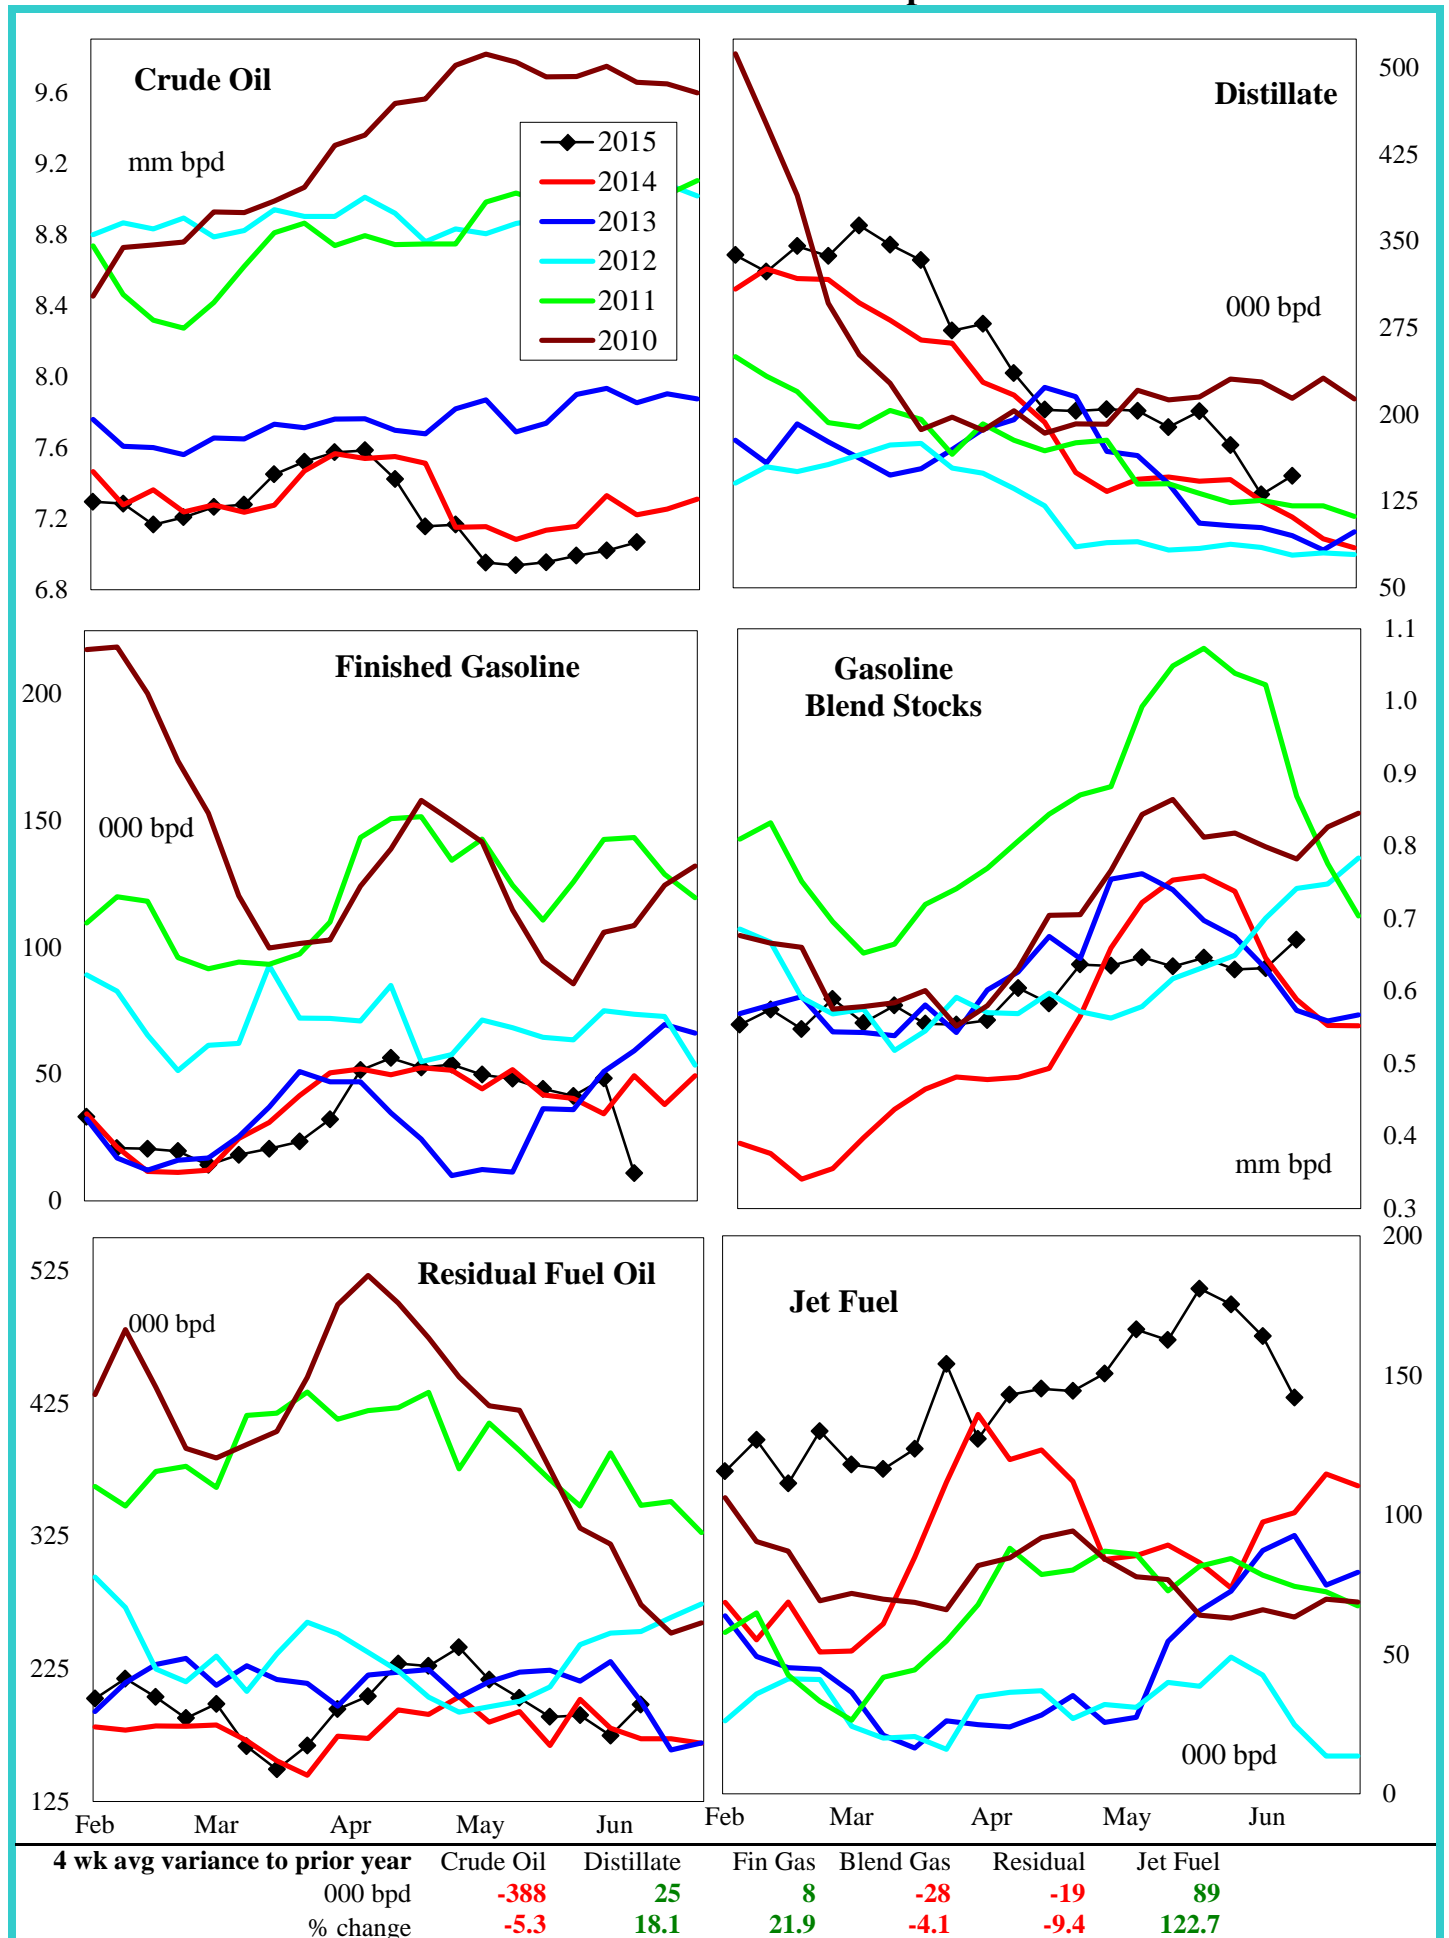 Crude Oil
mm bpd
9.6
9.2
8.8
8.4
8.0
7.6
7.2
6.8
2015
2014
2013
2012
2011
2010
Distillate
000 bpd
500
425
350
275
200
125
50
Finished Gasoline
000 bpd
200
150
100
50
0
Gasoline
Blend Stocks
mm bpd
1.1
1.0
0.9
0.8
0.7
0.6
0.5
0.4
0.3
Residual Fuel Oil
000 bpd
525
425
325
225
125
Feb Mar Apr May Jun
Jet Fuel
000 bpd
200
150
100
50
0
Feb Mar Apr May Jun
4 wk avg variance to prior year Crude Oil Distillate Fin Gas Blend Gas Residual Jet Fuel
000 bpd -388 25 8 -28 -19 89
% change -5.3 18.1 21.9 -4.1 -9.4 122.7